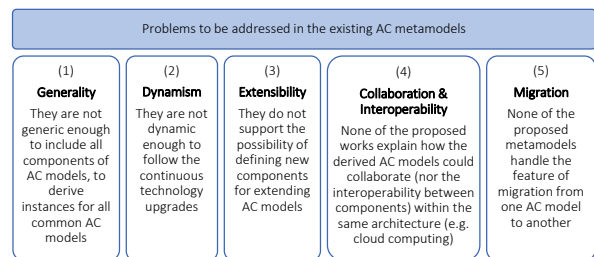 Problems to be addressed in the existing AC metamodels
(1)
Generality
They are not
generic enough
to include all
components of
AC models, to
derive
instances for all
common AC
models
(2)
Dynamism
They are not
dynamic
enough to
follow the
continuous
technology
upgrades
(3)
Extensibility
They do not
support the
possibility of
defining new
components
for extending
AC models
(4)
Collaboration &
Interoperability
None of the proposed
works explain how the
derived AC models could
collaborate (nor the
interoperability between
components) within the
same architecture (e.g.
cloud computing)
(5)
Migration
None of the
proposed
metamodels
handle the
feature of
migration from
one AC model
to another